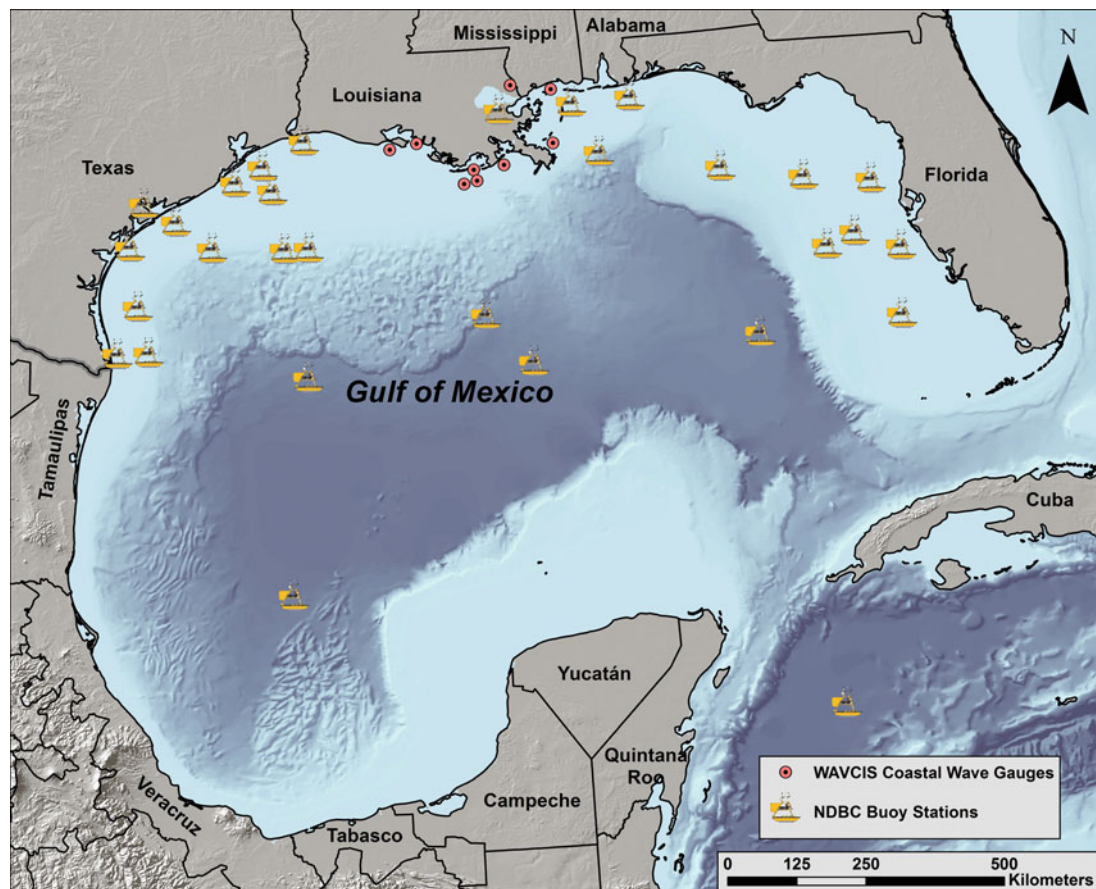 Mississippi
Alabama
N
Louisiana
Texas
Florida
Gulf of Mexico
Tamaulipas
Cuba
Yucatán
Quintana
Roo
Campeche
Veracruz
Tabasco
WAVCIS Coastal Wave Gauges
NDBC Buoy Stations
0 125 250 500
Kilometers